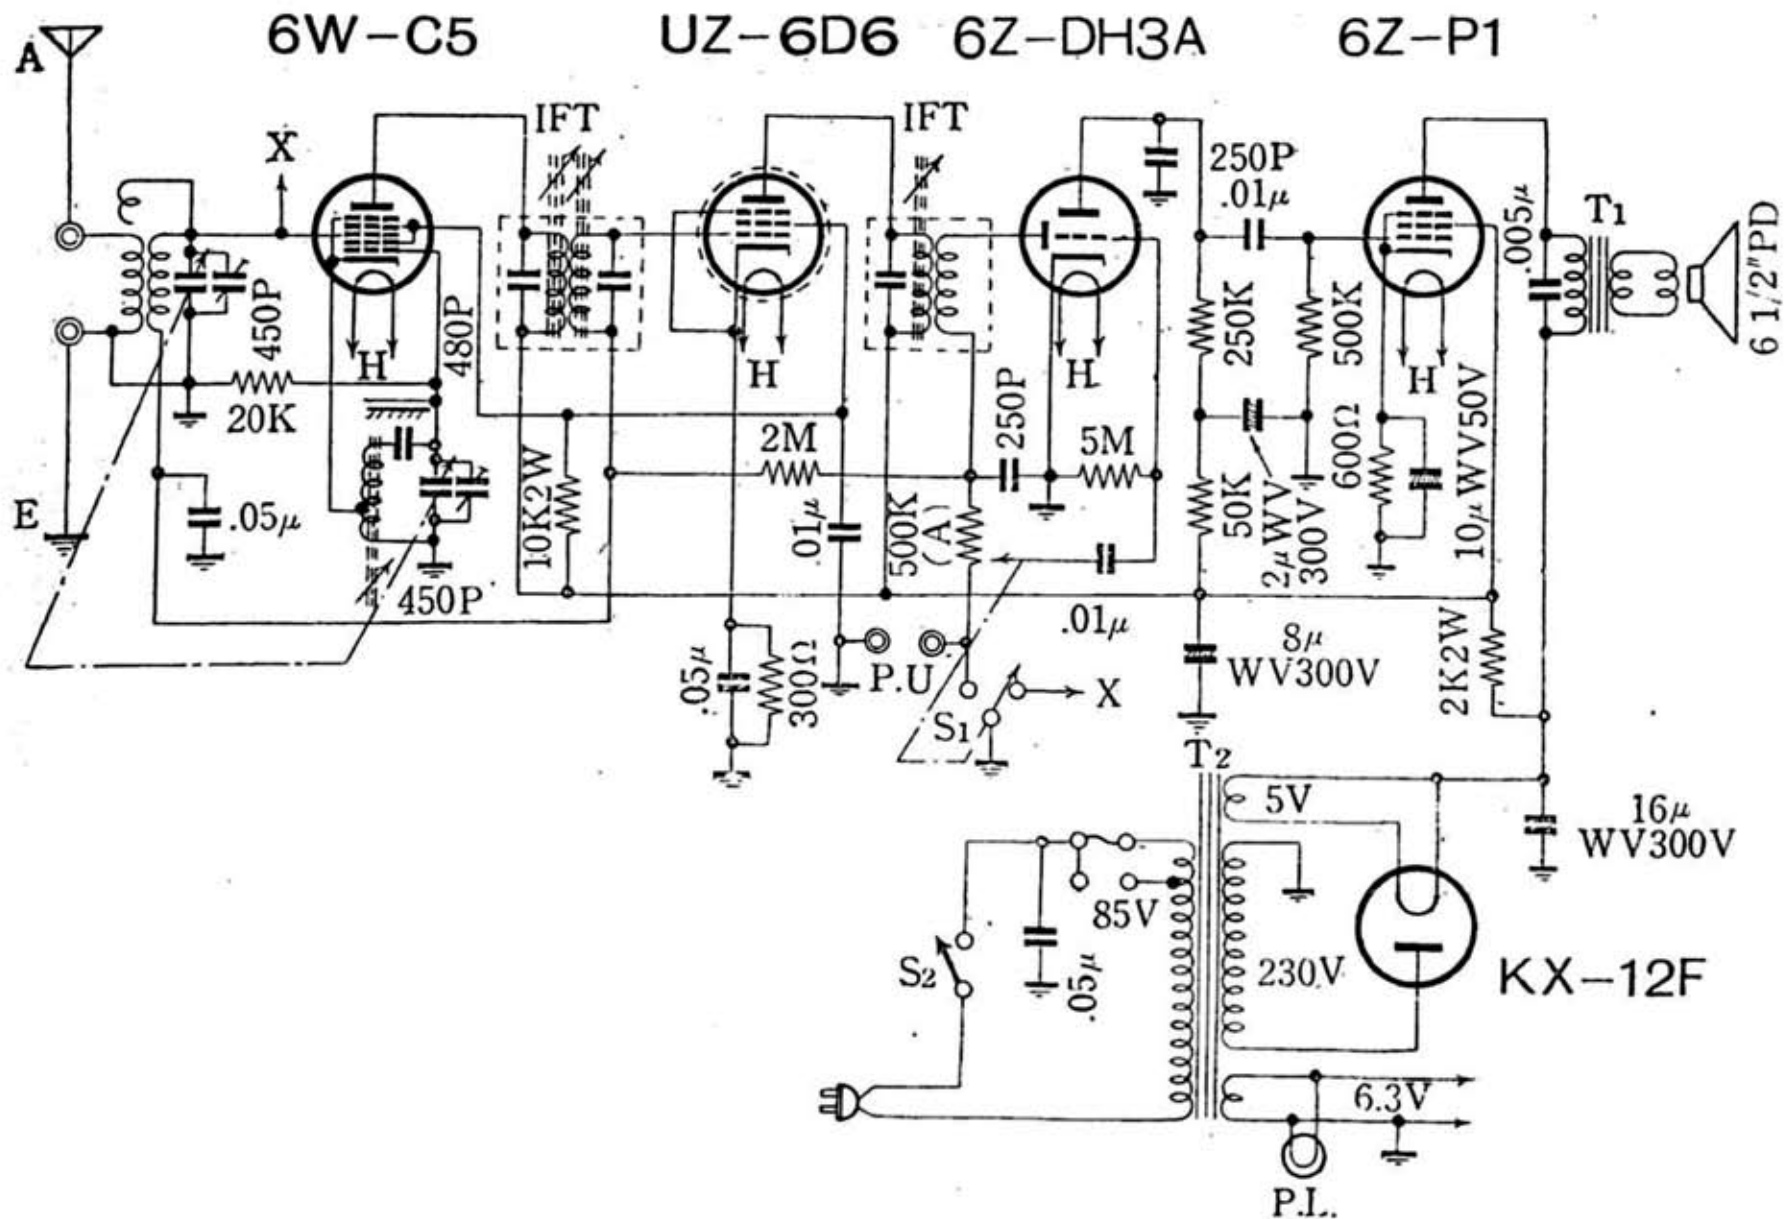 6W-C5
UZ-6D6
6Z-DH3A
6Z-P1
A
X
IFT
IFT
250P
.01μ
.005μ
T1
6 1/2"PD
450P
H
480P
H
H
250K
500K
H
20K
2M
250P
5M
600Ω
10μWV50V
E
.05μ
10K2W
.01μ
500K
(A)
50K
2μWV
300V
450P
.01μ
8μ
WV300V
2K2W
.05μ
300Ω
P.U
S1
X
T2
5V
16μ
WV300V
85V
S2
.05μ
230V
KX-12F
6.3V
P.L.